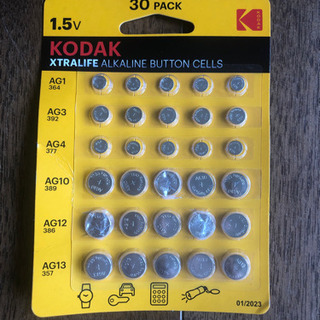 30 PACK
1.5V
KODAK
KODAK
XTRALIFE ALKALINE BUTTON CELLS
AG1
364
AG3
392
AG4
377
AG10
389
AG12
386
AG13
357
01/2023